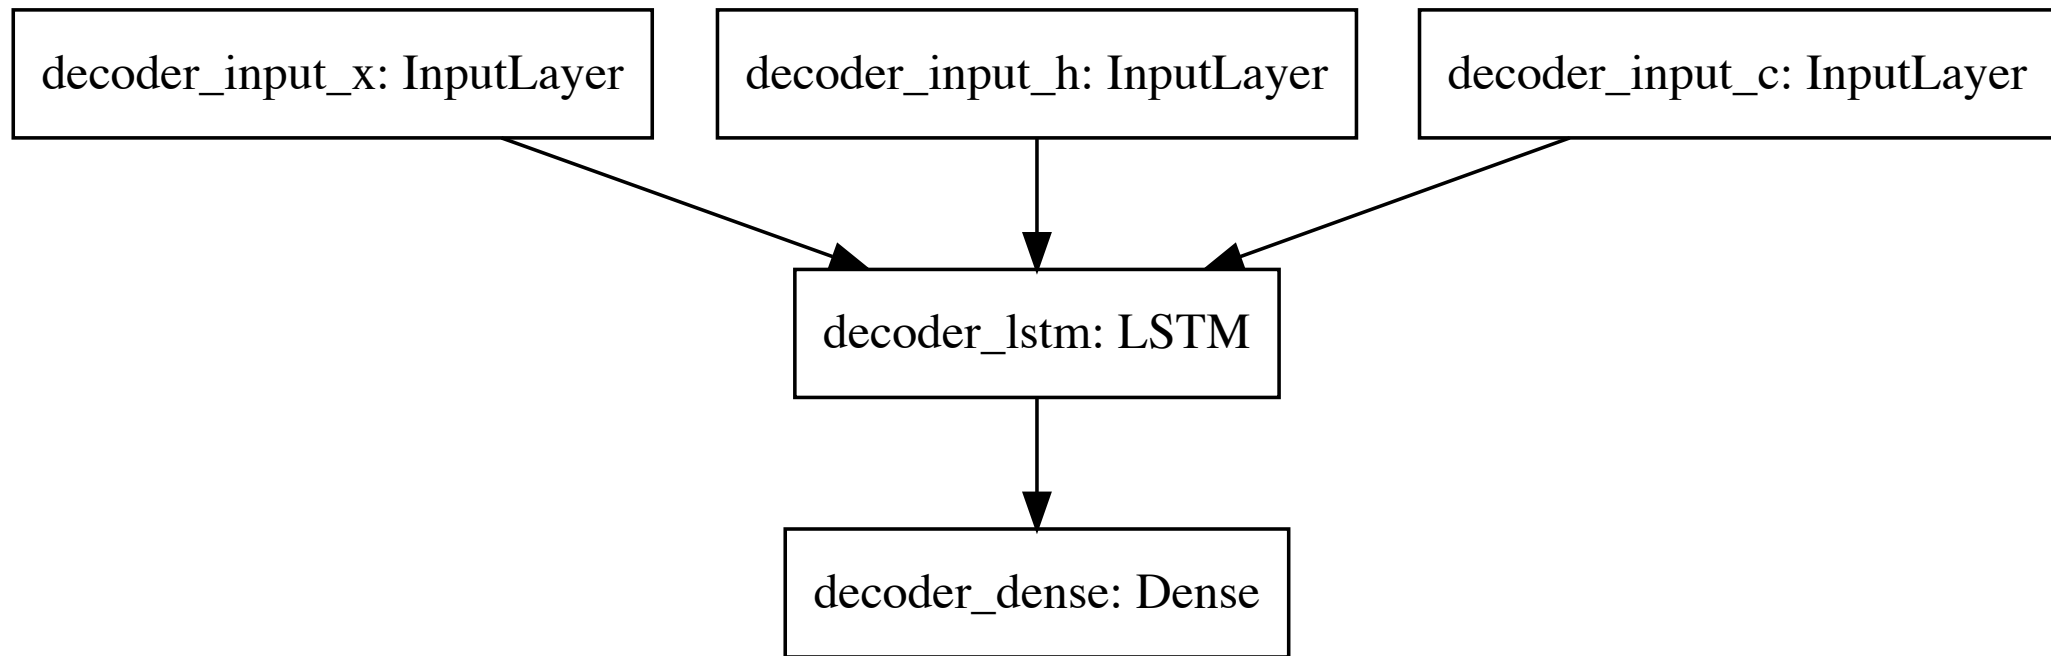 decoder_input_x: InputLayer
decoder_input_h: InputLayer
decoder_input_c: InputLayer
decoder_lstm: LSTM
decoder_dense: Dense